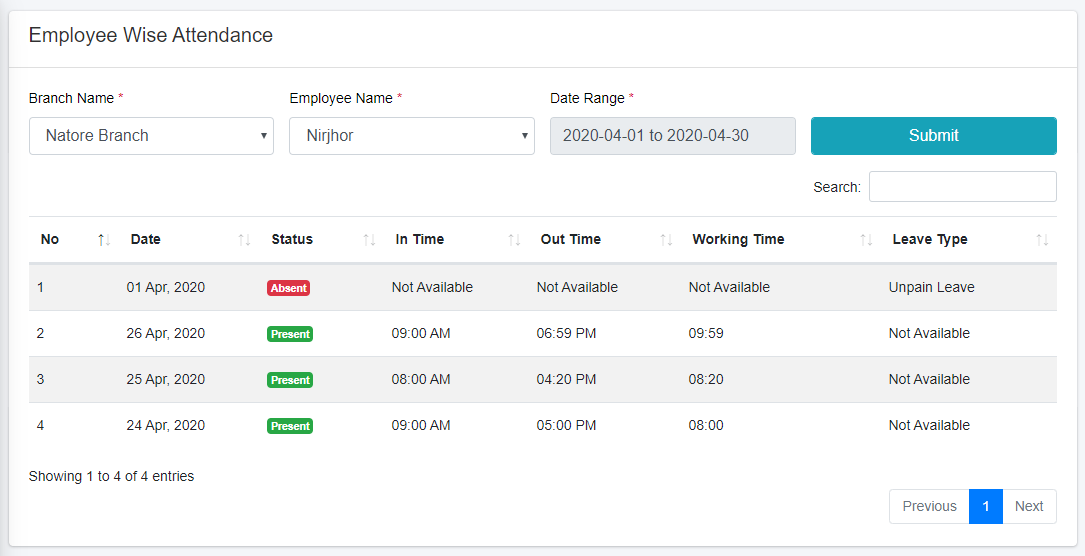 Employee Wise Attendance
Branch Name * Employee Name * Date Range *
Natore Branch Nirjhor 2020-04-01 to 2020-04-30 Submit
Search:
No Date Status In Time Out Time Working Time Leave Type
1 01 Apr, 2020 Absent Not Available Not Available Not Available Unpain Leave
2 26 Apr, 2020 Present 09:00 AM 06:59 PM 09:59 Not Available
3 25 Apr, 2020 Present 08:00 AM 04:20 PM 08:20 Not Available
4 24 Apr, 2020 Present 09:00 AM 05:00 PM 08:00 Not Available
Showing 1 to 4 of 4 entries
Previous 1 Next